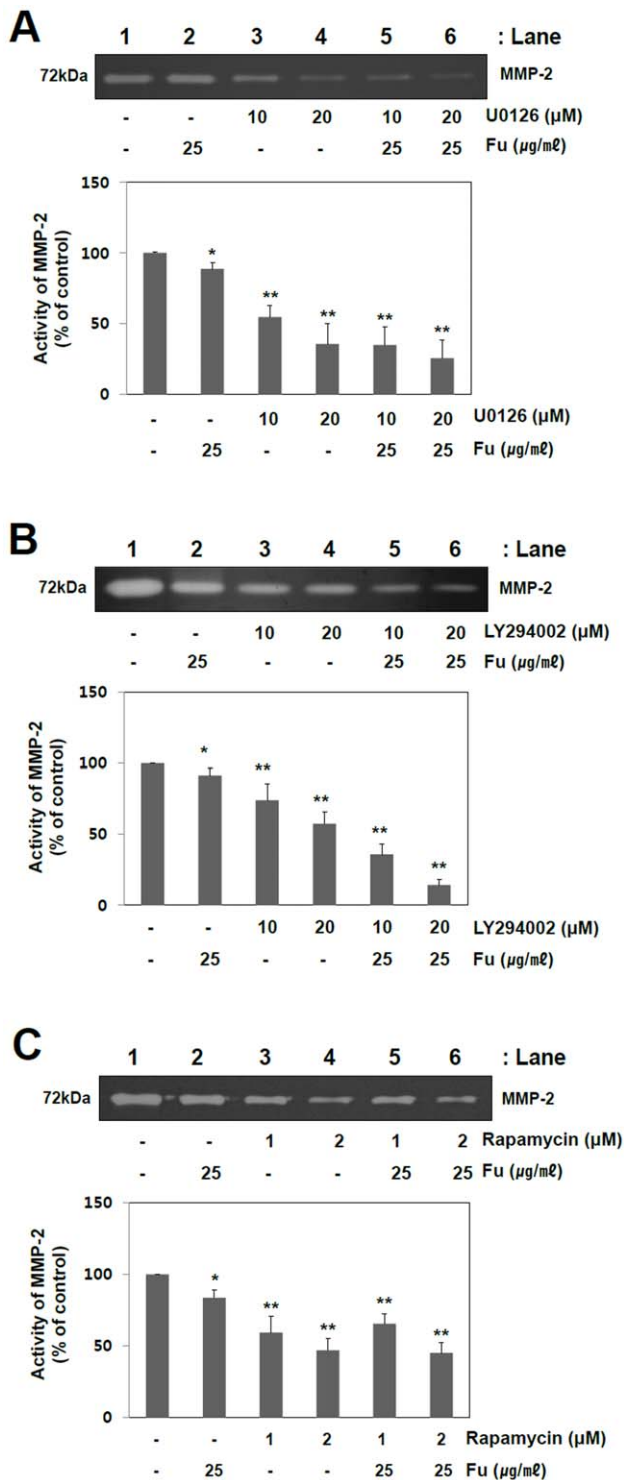 A
1 2 3 4 5 6 : Lane
72kDa MMP-2
- - 10 20 10 20 U0126 (μM)
- 25 - - 25 25 Fu (μg/mℓ)
Activity of MMP-2
(% of control)
150
100
50
0
* ** ** ** **
- - 10 20 10 20 U0126 (μM)
- 25 - - 25 25 Fu (μg/mℓ)
B
1 2 3 4 5 6 : Lane
72kDa MMP-2
- - 10 20 10 20 LY294002 (μM)
- 25 - - 25 25 Fu (μg/mℓ)
Activity of MMP-2
(% of control)
150
100
50
0
* ** ** ** **
- - 10 20 10 20 LY294002 (μM)
- 25 - - 25 25 Fu (μg/mℓ)
C
1 2 3 4 5 6 : Lane
72kDa MMP-2
- - 1 2 1 2 Rapamycin (μM)
- 25 - - 25 25 Fu (μg/mℓ)
Activity of MMP-2
(% of control)
150
100
50
0
* ** ** ** **
- - 1 2 1 2 Rapamycin (μM)
- 25 - - 25 25 Fu (μg/mℓ)